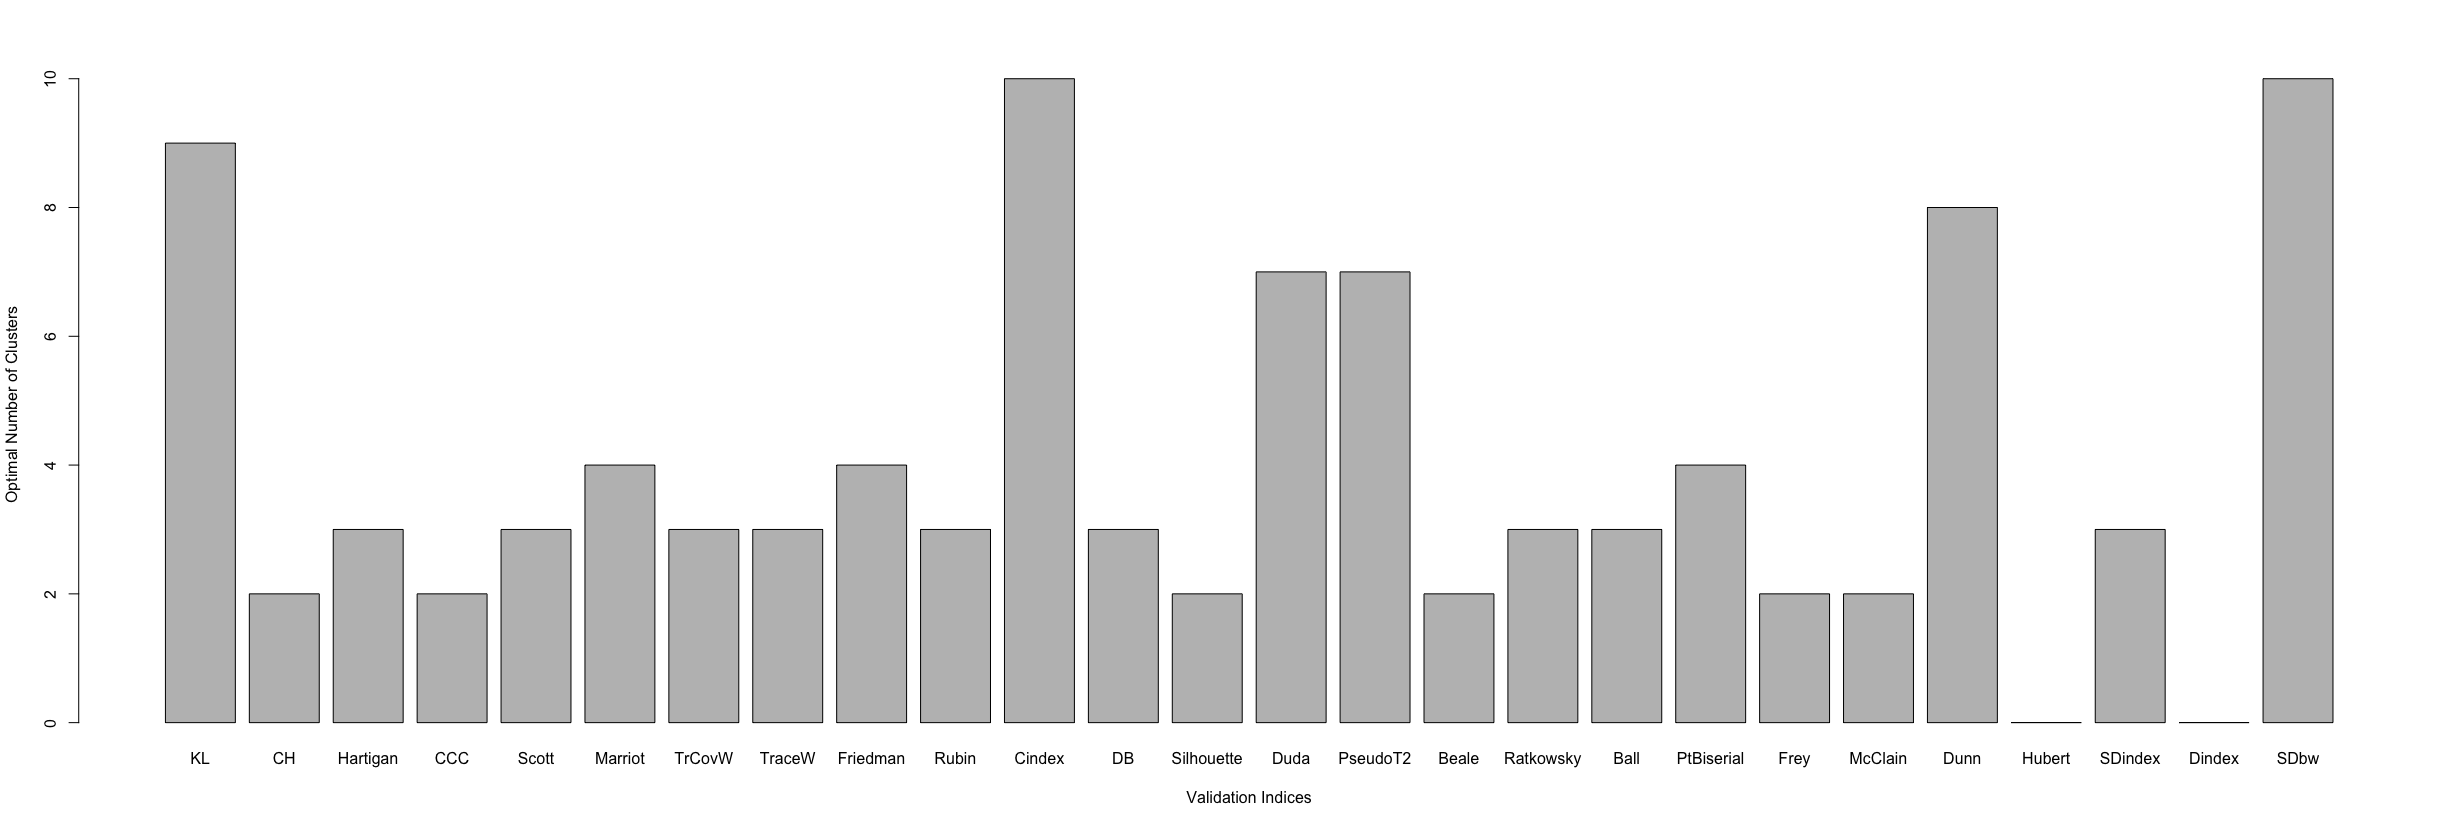 Optimal Number of Clusters
10
8
6
4
2
0
KL CH Hartigan CCC Scott Marriot TrCovW TraceW Friedman Rubin Cindex DB Silhouette Duda PseudoT2 Beale Ratkowsky Ball PtBiserial Frey McClain Dunn Hubert SDindex Dindex SDbw
Validation Indices